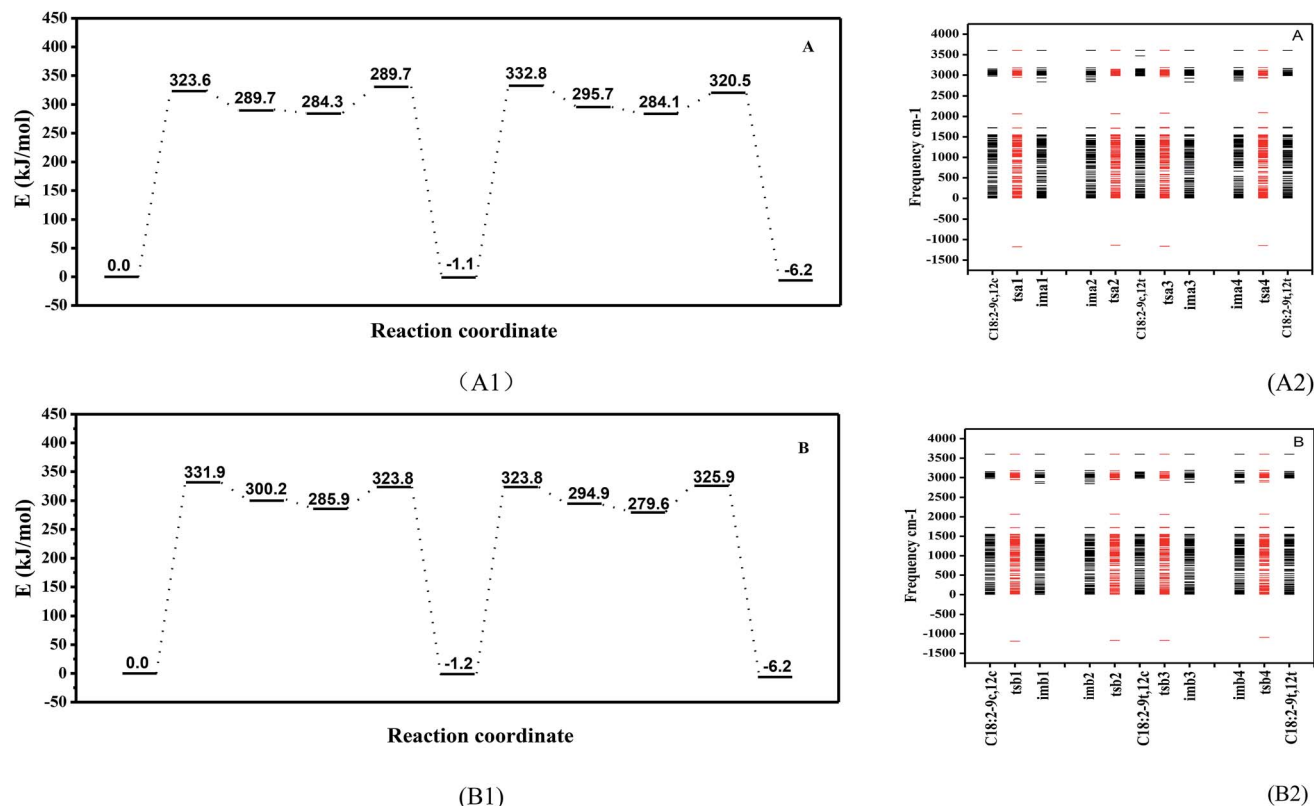 450
400
350
300
250
200
150
100
50
0
-50
E (kJ/mol)
A
0.0
323.6
289.7
284.3
289.7
-1.1
332.8
295.7
284.1
320.5
-6.2
Reaction coordinate
（A1）
4000
3500
3000
2500
2000
1500
1000
500
0
-500
-1000
-1500
Frequency cm-1
A
C18:2-9c,12c
tsa1
ima1
ima2
tsa2
C18:2-9c,12t
tsa3
ima3
ima4
tsa4
C18:2-9t,12t
(A2)
450
400
350
300
250
200
150
100
50
0
-50
E (kJ/mol)
B
0.0
331.9
300.2
285.9
323.8
-1.2
323.8
294.9
279.6
325.9
-6.2
Reaction coordinate
(B1)
4000
3500
3000
2500
2000
1500
1000
500
0
-500
-1000
-1500
Frequency cm-1
B
C18:2-9c,12c
tsb1
imb1
imb2
tsb2
C18:2-9t,12c
tsb3
imb3
imb4
tsb4
C18:2-9t,12t
(B2)